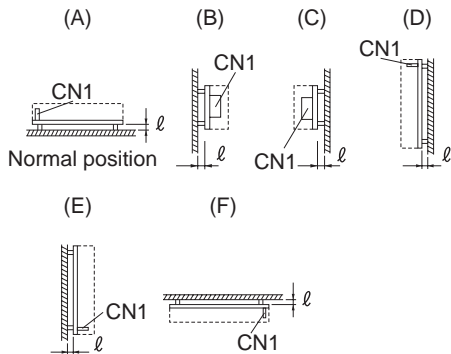 (A)
(B)
(C)
(D)
CN1
CN1
CN1
CN1
ℓ
Normal position
ℓ
ℓ
ℓ
(E)
(F)
CN1
ℓ
CN1
ℓ